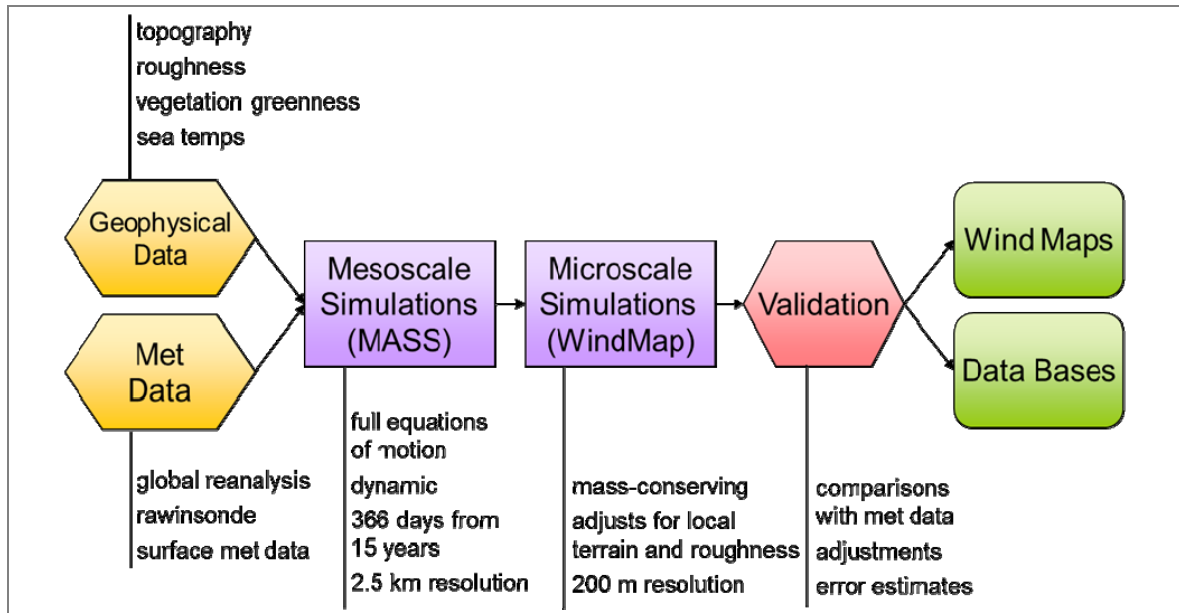 topography
roughness
vegetation greenness
sea temps
Geophysical
Data
Met
Data
global reanalysis
rawinsonde
surface met data
Mesoscale
Simulations
(MASS)
full equations
of motion
dynamic
366 days from
15 years
2.5 km resolution
Microscale
Simulations
(WindMap)
mass-conserving
adjusts for local
terrain and roughness
200 m resolution
Validation
comparisons
with met data
adjustments
error estimates
Wind Maps
Data Bases